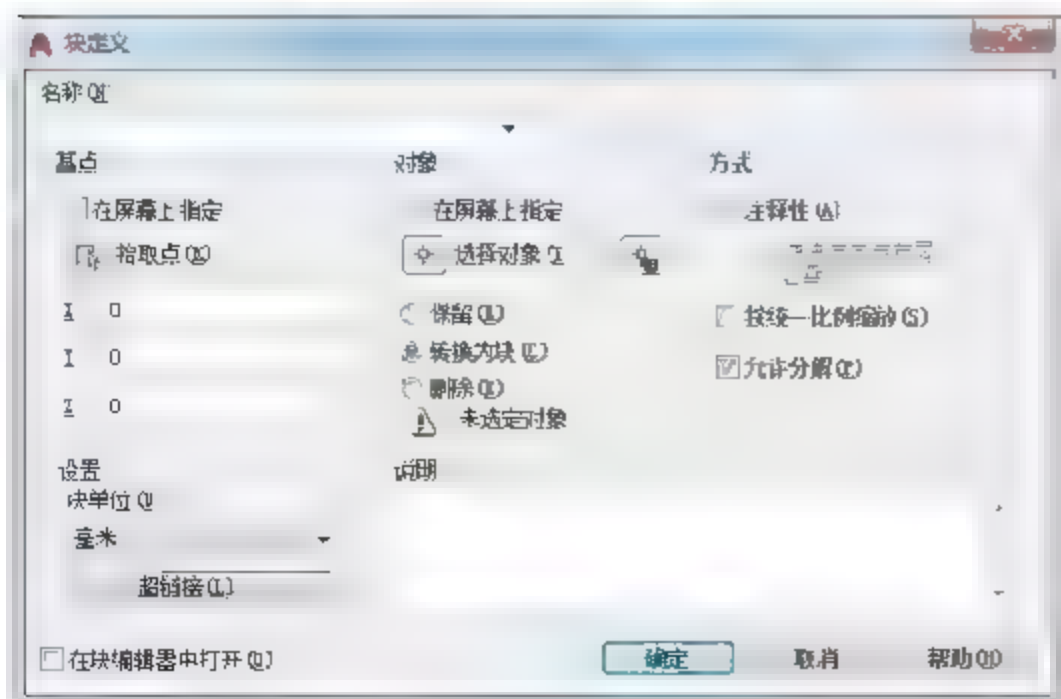 块定义
名称(N)
基点
在屏幕上指定
拾取点(K)
X 0
Y 0
Z 0
对象
在屏幕上指定
选择对象(T)
保留(R)
转换为块(C)
删除(D)
未选定对象
方式
注释性(A)
按统一比例缩放(S)
允许分解(P)
设置
块单位(U)
毫米
超链接(L)
说明
在块编辑器中打开(O)
确定
取消
帮助(H)